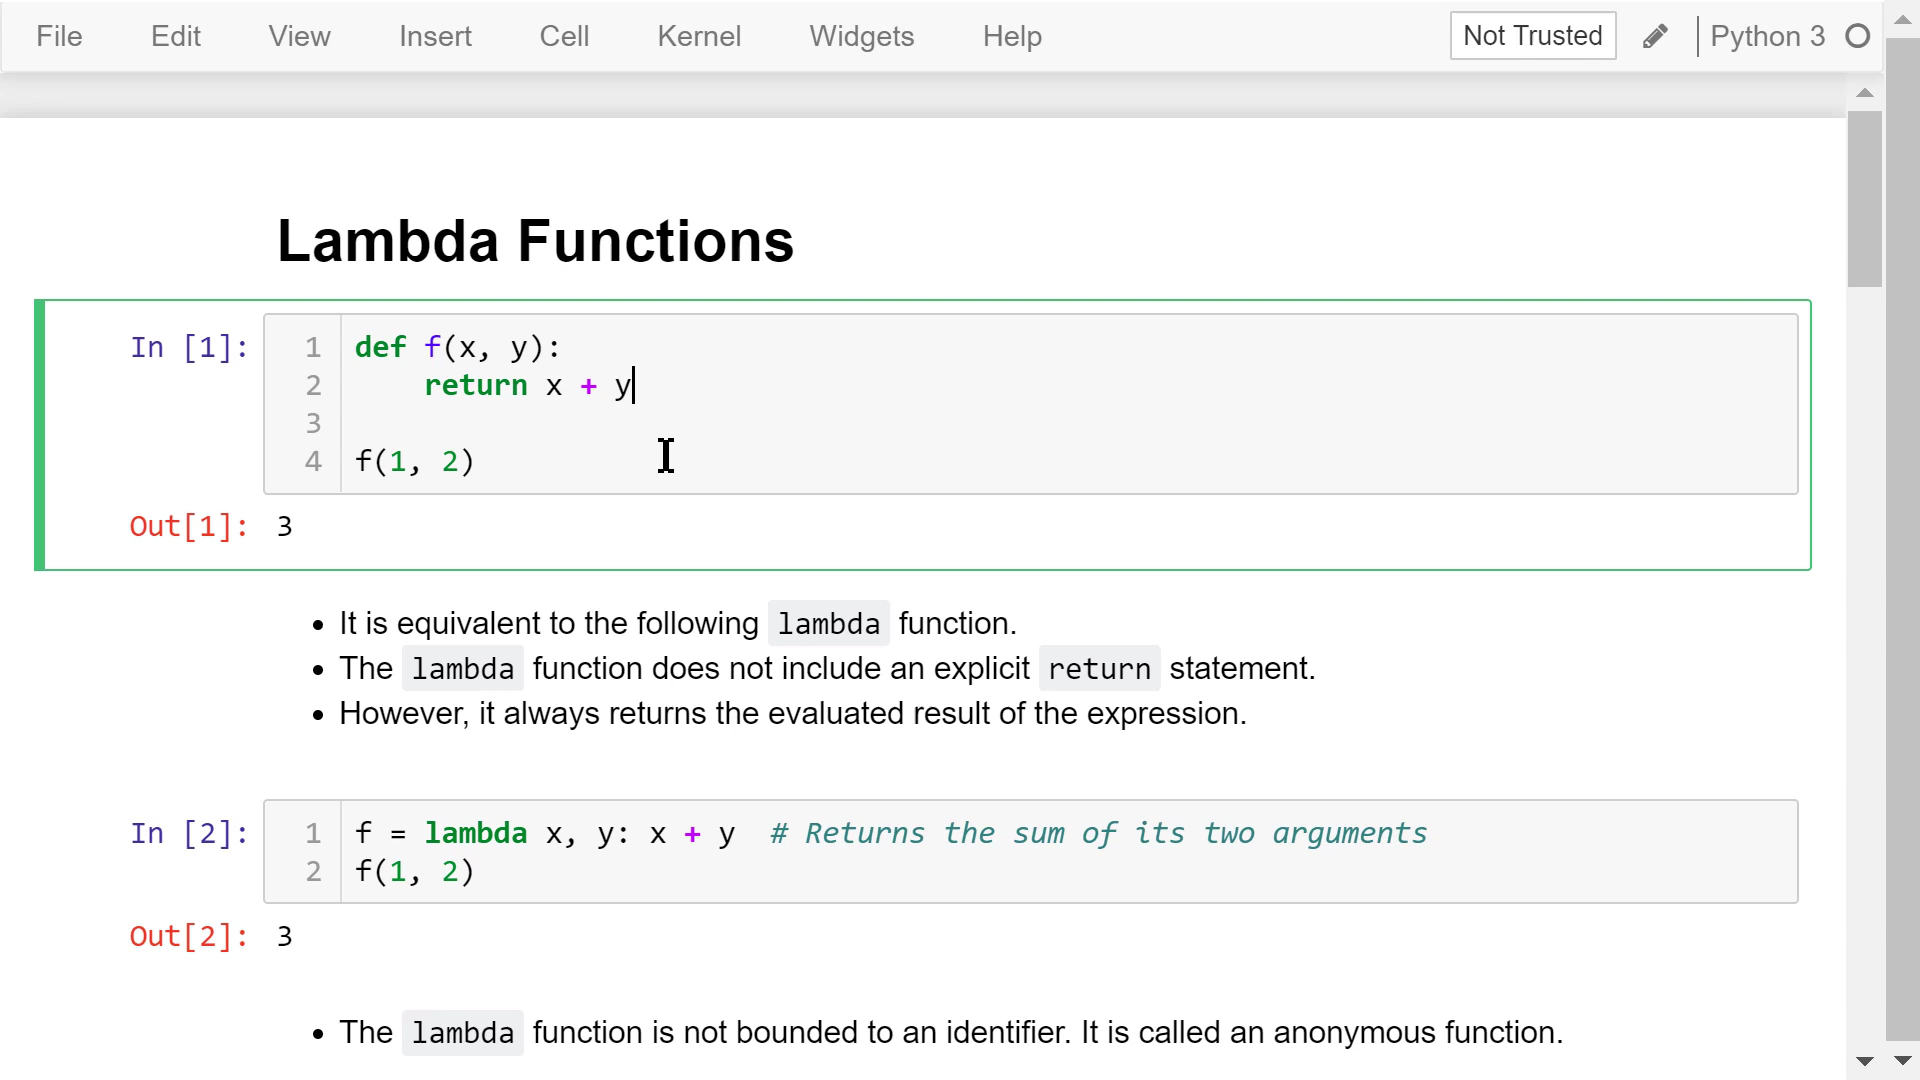 File Edit View Insert Cell Kernel Widgets Help Not Trusted Python 3
Lambda Functions
In [1]:
1 def f(x, y):
2     return x + y
3
4 f(1, 2)
Out[1]: 3
• It is equivalent to the following lambda function.
• The lambda function does not include an explicit return statement.
• However, it always returns the evaluated result of the expression.
In [2]:
1 f = lambda x, y: x + y  # Returns the sum of its two arguments
2 f(1, 2)
Out[2]: 3
• The lambda function is not bounded to an identifier. It is called an anonymous function.